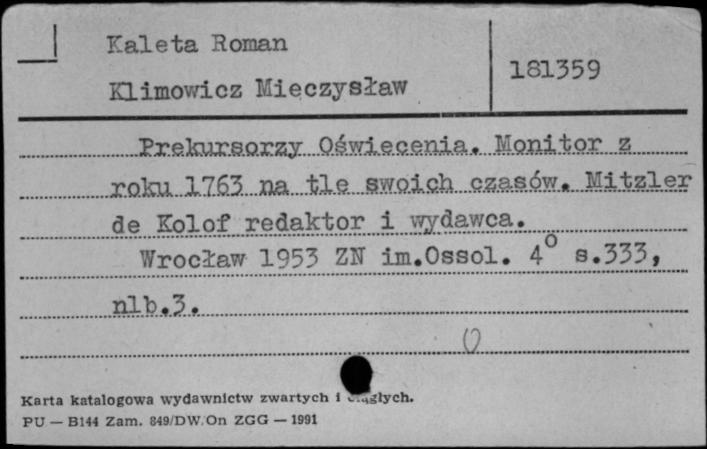 Kaleta Roman
Klimowicz Mieczysław
181359
Prekursorzy Oświecenia. Monitor z
roku 1763 na tle swoich czasów. Mitzler
de Kolof redaktor i wydawca.
Wrocław 1953 ZN im.Ossol. 4° s.333,
nlb.3.
Karta katalogowa wydawnictw zwartych i ciągłych.
PU — B144 Zam. 849/DW.On ZGG — 1991